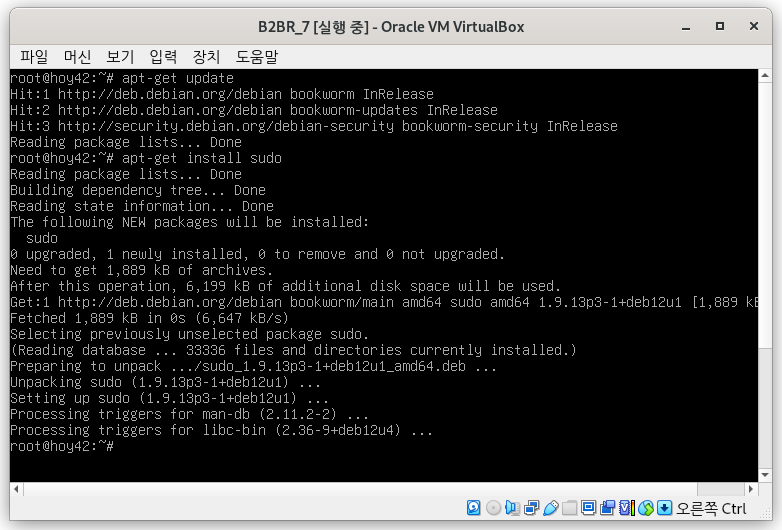 B2BR_7 [실행 중] - Oracle VM VirtualBox
파일 머신 보기 입력 장치 도움말
root@hoy42:~# apt-get update
Hit:1 http://deb.debian.org/debian bookworm InRelease
Hit:2 http://deb.debian.org/debian bookworm-updates InRelease
Hit:3 http://security.debian.org/debian-security bookworm-security InRelease
Reading package lists... Done
root@hoy42:~# apt-get install sudo
Reading package lists... Done
Building dependency tree... Done
Reading state information... Done
The following NEW packages will be installed:
  sudo
0 upgraded, 1 newly installed, 0 to remove and 0 not upgraded.
Need to get 1,889 kB of archives.
After this operation, 6,199 kB of additional disk space will be used.
Get:1 http://deb.debian.org/debian bookworm/main amd64 sudo amd64 1.9.13p3-1+deb12u1 [1,889 kB
Fetched 1,889 kB in 0s (6,647 kB/s)
Selecting previously unselected package sudo.
(Reading database ... 33336 files and directories currently installed.)
Preparing to unpack .../sudo_1.9.13p3-1+deb12u1_amd64.deb ...
Unpacking sudo (1.9.13p3-1+deb12u1) ...
Setting up sudo (1.9.13p3-1+deb12u1) ...
Processing triggers for man-db (2.11.2-2) ...
Processing triggers for libc-bin (2.36-9+deb12u4) ...
root@hoy42:~#
오른쪽 Ctrl